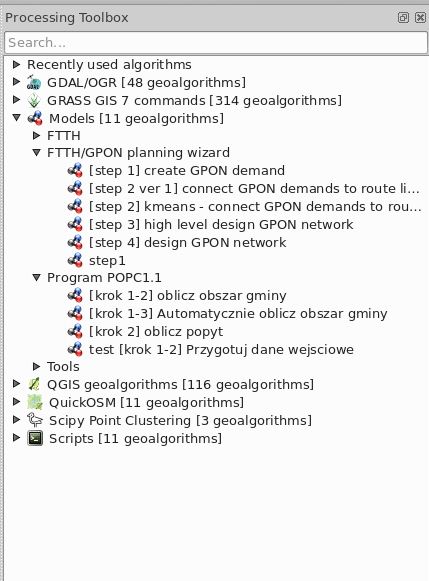 Processing Toolbox
Search...
Recently used algorithms
GDAL/OGR [48 geoalgorithms]
GRASS GIS 7 commands [314 geoalgorithms]
Models [11 geoalgorithms]
FTTH
FTTH/GPON planning wizard
[step 1] create GPON demand
[step 2 ver 1] connect GPON demands to route li...
[step 2] kmeans - connect GPON demands to rou...
[step 3] high level design GPON network
[step 4] design GPON network
step1
Program POPC1.1
[krok 1-2] oblicz obszar gminy
[krok 1-3] Automatycznie oblicz obszar gminy
[krok 2] oblicz popyt
test [krok 1-2] Przygotuj dane wejsciowe
Tools
QGIS geoalgorithms [116 geoalgorithms]
QuickOSM [11 geoalgorithms]
Scipy Point Clustering [3 geoalgorithms]
Scripts [11 geoalgorithms]